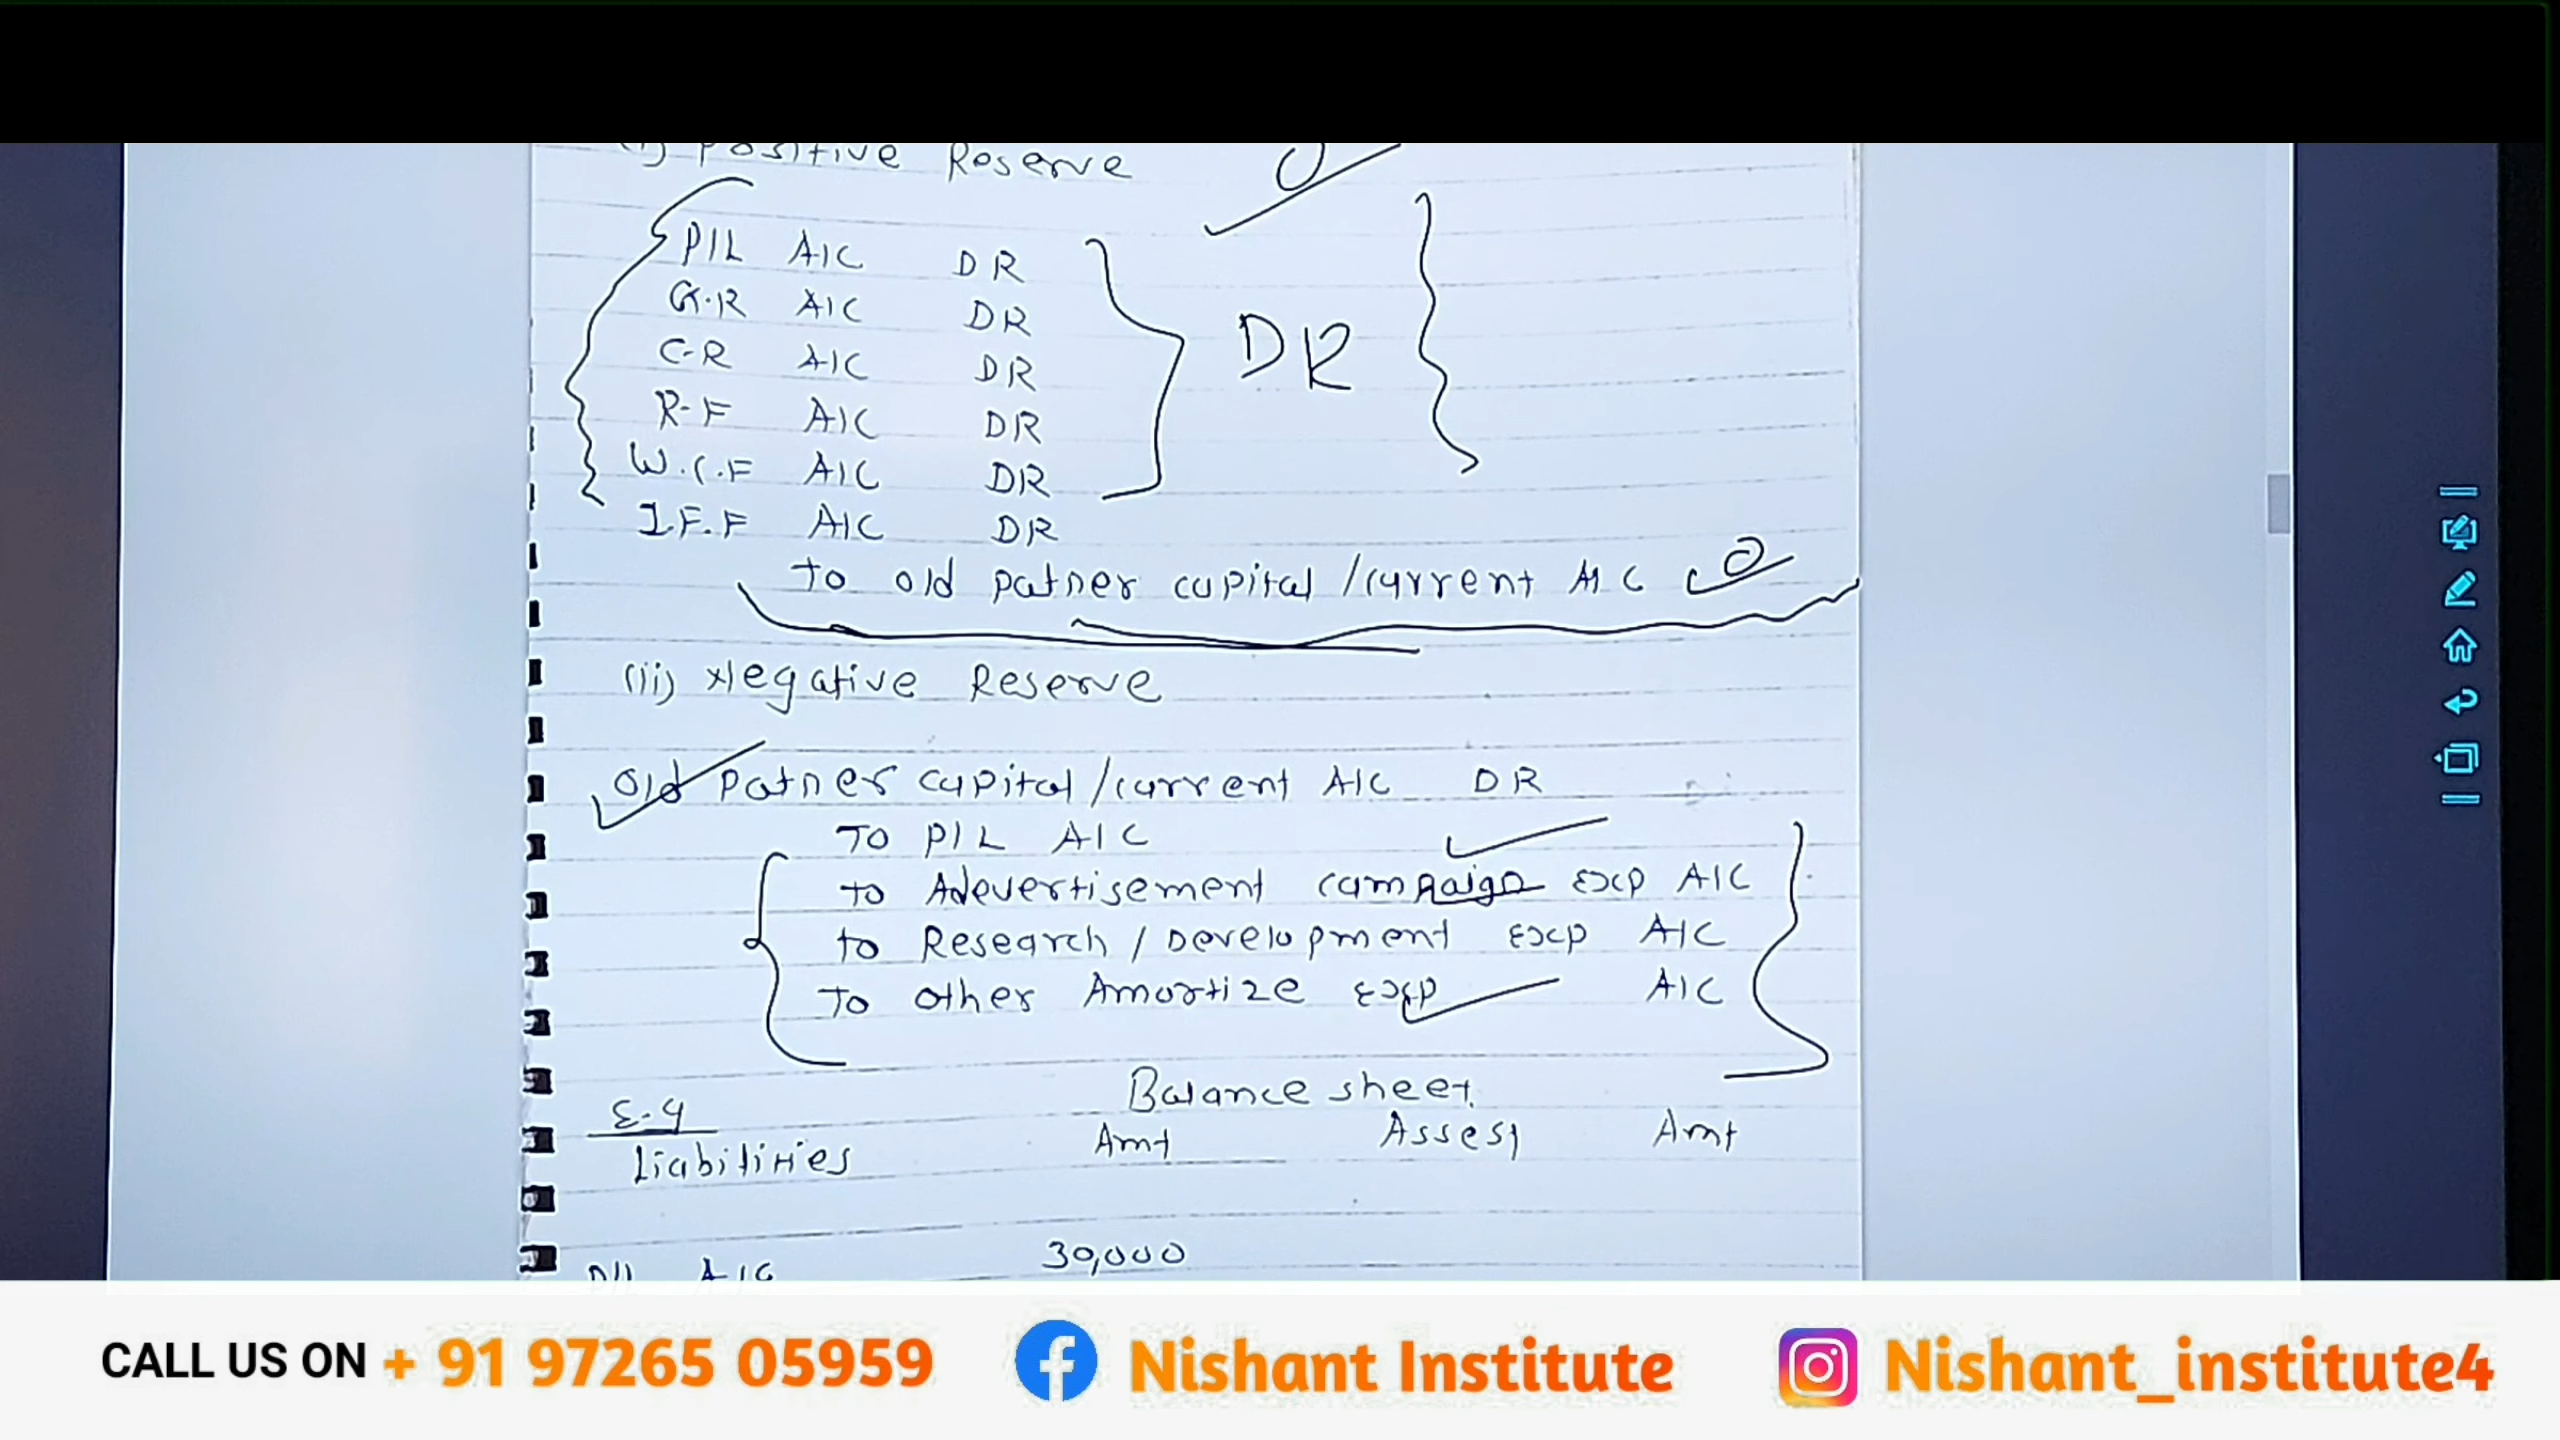 (i) Positive Reserve
P/L A/C DR
G.R A/C DR
C-R A/C DR
R-F A/C DR
W.C.F A/C DR
I.F.F A/C DR
DR
To old patner capital/current A/C
(ii) Negative Reserve
Old patner capital/current A/C DR
To P/L A/C
to Adevertisement campaign exp A/C
to Research/Development exp A/C
To other Amortize exp A/C
Balance sheet
E-g
Liabilities Amt Assest Amt
P/L A/C 30,000
CALL US ON + 91 97265 05959 Nishant Institute Nishant_institute4